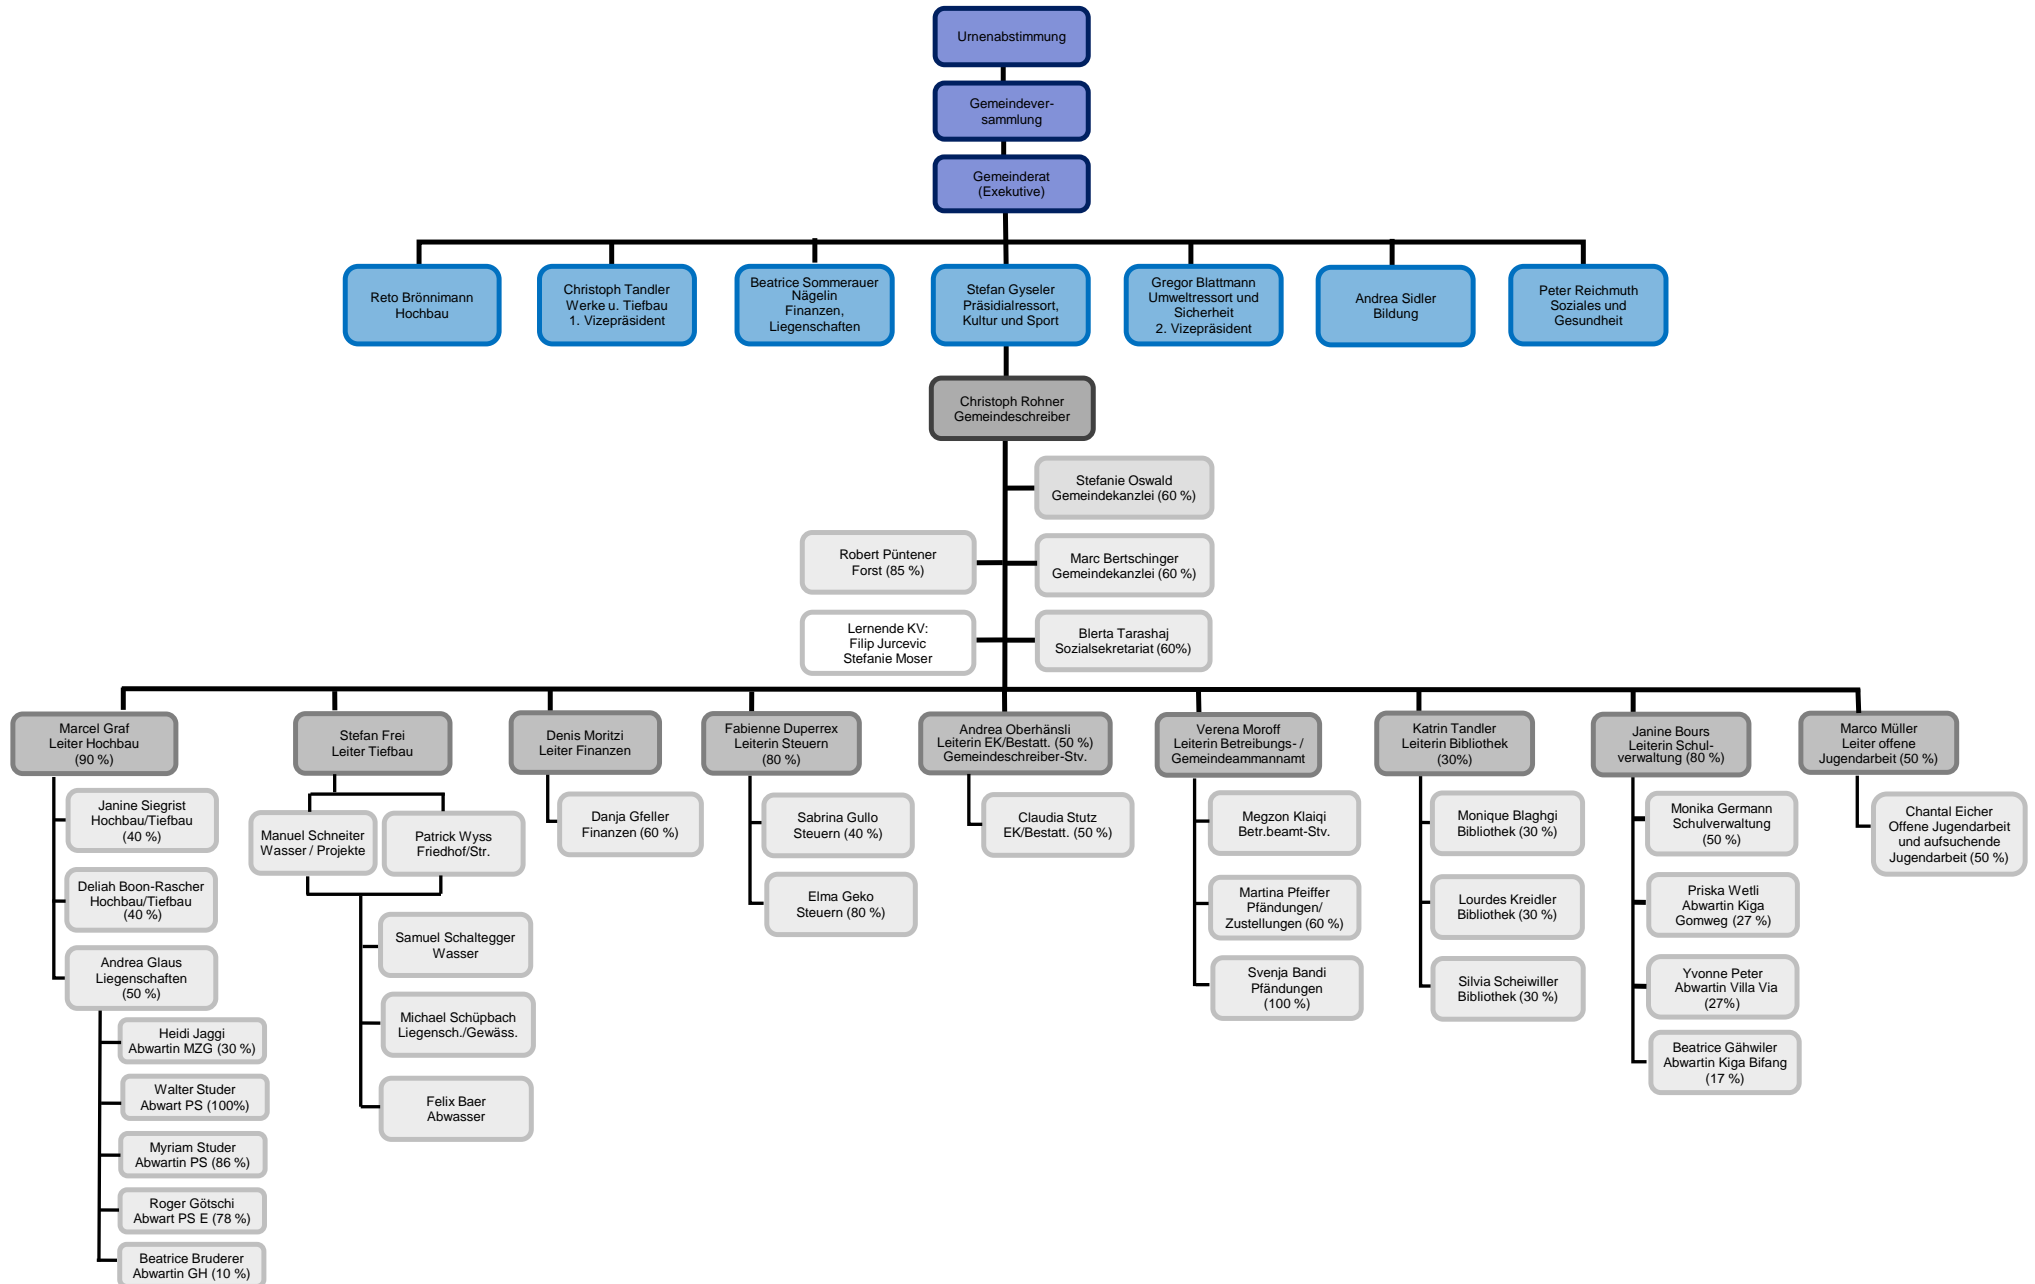 Urnenabstimmung
Gemeindever-
sammlung
Gemeinderat
(Exekutive)
Reto Brönnimann
Hochbau
Christoph Tandler
Werke u. Tiefbau
1. Vizepräsident
Beatrice Sommerauer
Nägelin
Finanzen,
Liegenschaften
Stefan Gyseler
Präsidialressort,
Kultur und Sport
Gregor Blattmann
Umweltressort und
Sicherheit
2. Vizepräsident
Andrea Sidler
Bildung
Peter Reichmuth
Soziales und
Gesundheit
Christoph Rohner
Gemeindeschreiber
Stefanie Oswald
Gemeindekanzlei (60 %)
Robert Püntener
Forst (85 %)
Marc Bertschinger
Gemeindekanzlei (60 %)
Lernende KV:
Filip Jurcevic
Stefanie Moser
Blerta Tarashaj
Sozialsekretariat (60%)
Marcel Graf
Leiter Hochbau
(90 %)
Janine Siegrist
Hochbau/Tiefbau
(40 %)
Deliah Boon-Rascher
Hochbau/Tiefbau
(40 %)
Andrea Glaus
Liegenschaften
(50 %)
Heidi Jaggi
Abwartin MZG (30 %)
Walter Studer
Abwart PS (100%)
Myriam Studer
Abwartin PS (86 %)
Roger Götschi
Abwart PS E (78 %)
Beatrice Bruderer
Abwartin GH (10 %)
Stefan Frei
Leiter Tiefbau
Manuel Schneiter
Wasser / Projekte
Patrick Wyss
Friedhof/Str.
Samuel Schaltegger
Wasser
Michael Schüpbach
Liegensch./Gewäss.
Felix Baer
Abwasser
Denis Moritzi
Leiter Finanzen
Danja Gfeller
Finanzen (60 %)
Fabienne Duperrex
Leiterin Steuern
(80 %)
Sabrina Gullo
Steuern (40 %)
Elma Geko
Steuern (80 %)
Andrea Oberhänsli
Leiterin EK/Bestatt. (50 %)
Gemeindeschreiber-Stv.
Claudia Stutz
EK/Bestatt. (50 %)
Verena Moroff
Leiterin Betreibungs- /
Gemeindeammannamt
Megzon Klaiqi
Betr.beamt-Stv.
Martina Pfeiffer
Pfändungen/
Zustellungen (60 %)
Svenja Bandi
Pfändungen
(100 %)
Katrin Tandler
Leiterin Bibliothek
(30%)
Monique Blaghgi
Bibliothek (30 %)
Lourdes Kreidler
Bibliothek (30 %)
Silvia Scheiwiller
Bibliothek (30 %)
Janine Bours
Leiterin Schul-
verwaltung (80 %)
Monika Germann
Schulverwaltung
(50 %)
Priska Wetli
Abwartin Kiga
Gomweg (27 %)
Yvonne Peter
Abwartin Villa Via
(27%)
Beatrice Gähwiler
Abwartin Kiga Bifang
(17 %)
Marco Müller
Leiter offene
Jugendarbeit (50 %)
Chantal Eicher
Offene Jugendarbeit
und aufsuchende
Jugendarbeit (50 %)